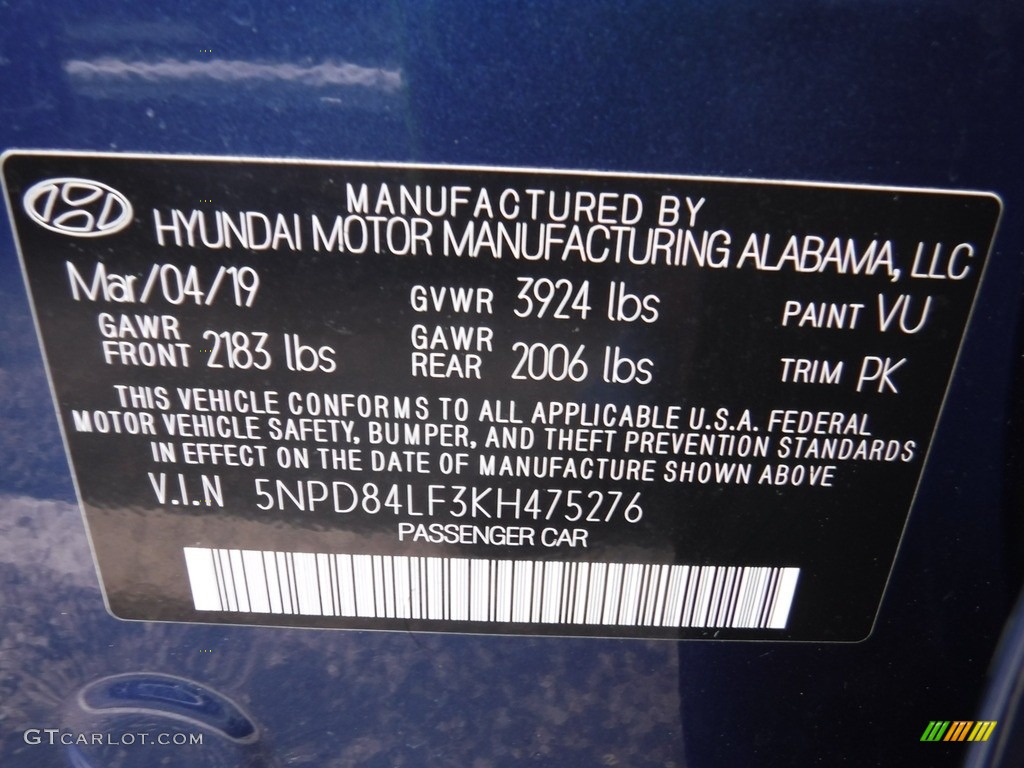 MANUFACTURED BY
HYUNDAI MOTOR MANUFACTURING ALABAMA, LLC
Mar/04/19 GVWR 3924 lbs PAINT VU
GAWR FRONT 2183 lbs GAWR REAR 2006 lbs TRIM PK
THIS VEHICLE CONFORMS TO ALL APPLICABLE U.S.A. FEDERAL
MOTOR VEHICLE SAFETY, BUMPER, AND THEFT PREVENTION STANDARDS
IN EFFECT ON THE DATE OF MANUFACTURE SHOWN ABOVE
V.I.N 5NPD84LF3KH475276
PASSENGER CAR
GTCARLOT.COM